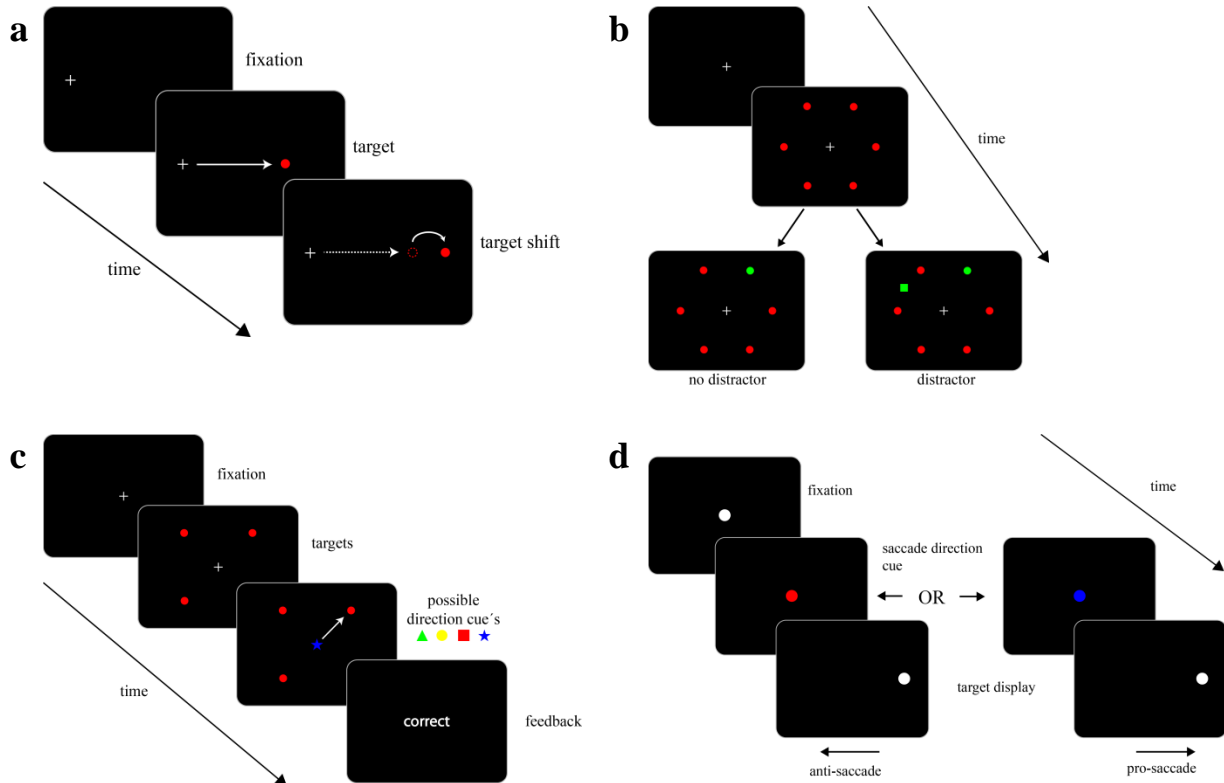 a
fixation
target
target shift
time
b
time
no distractor
distractor
c
fixation
targets
possible
direction cue´s
time
correct
feedback
d
fixation
time
saccade direction
cue
OR
target display
anti-saccade
pro-saccade